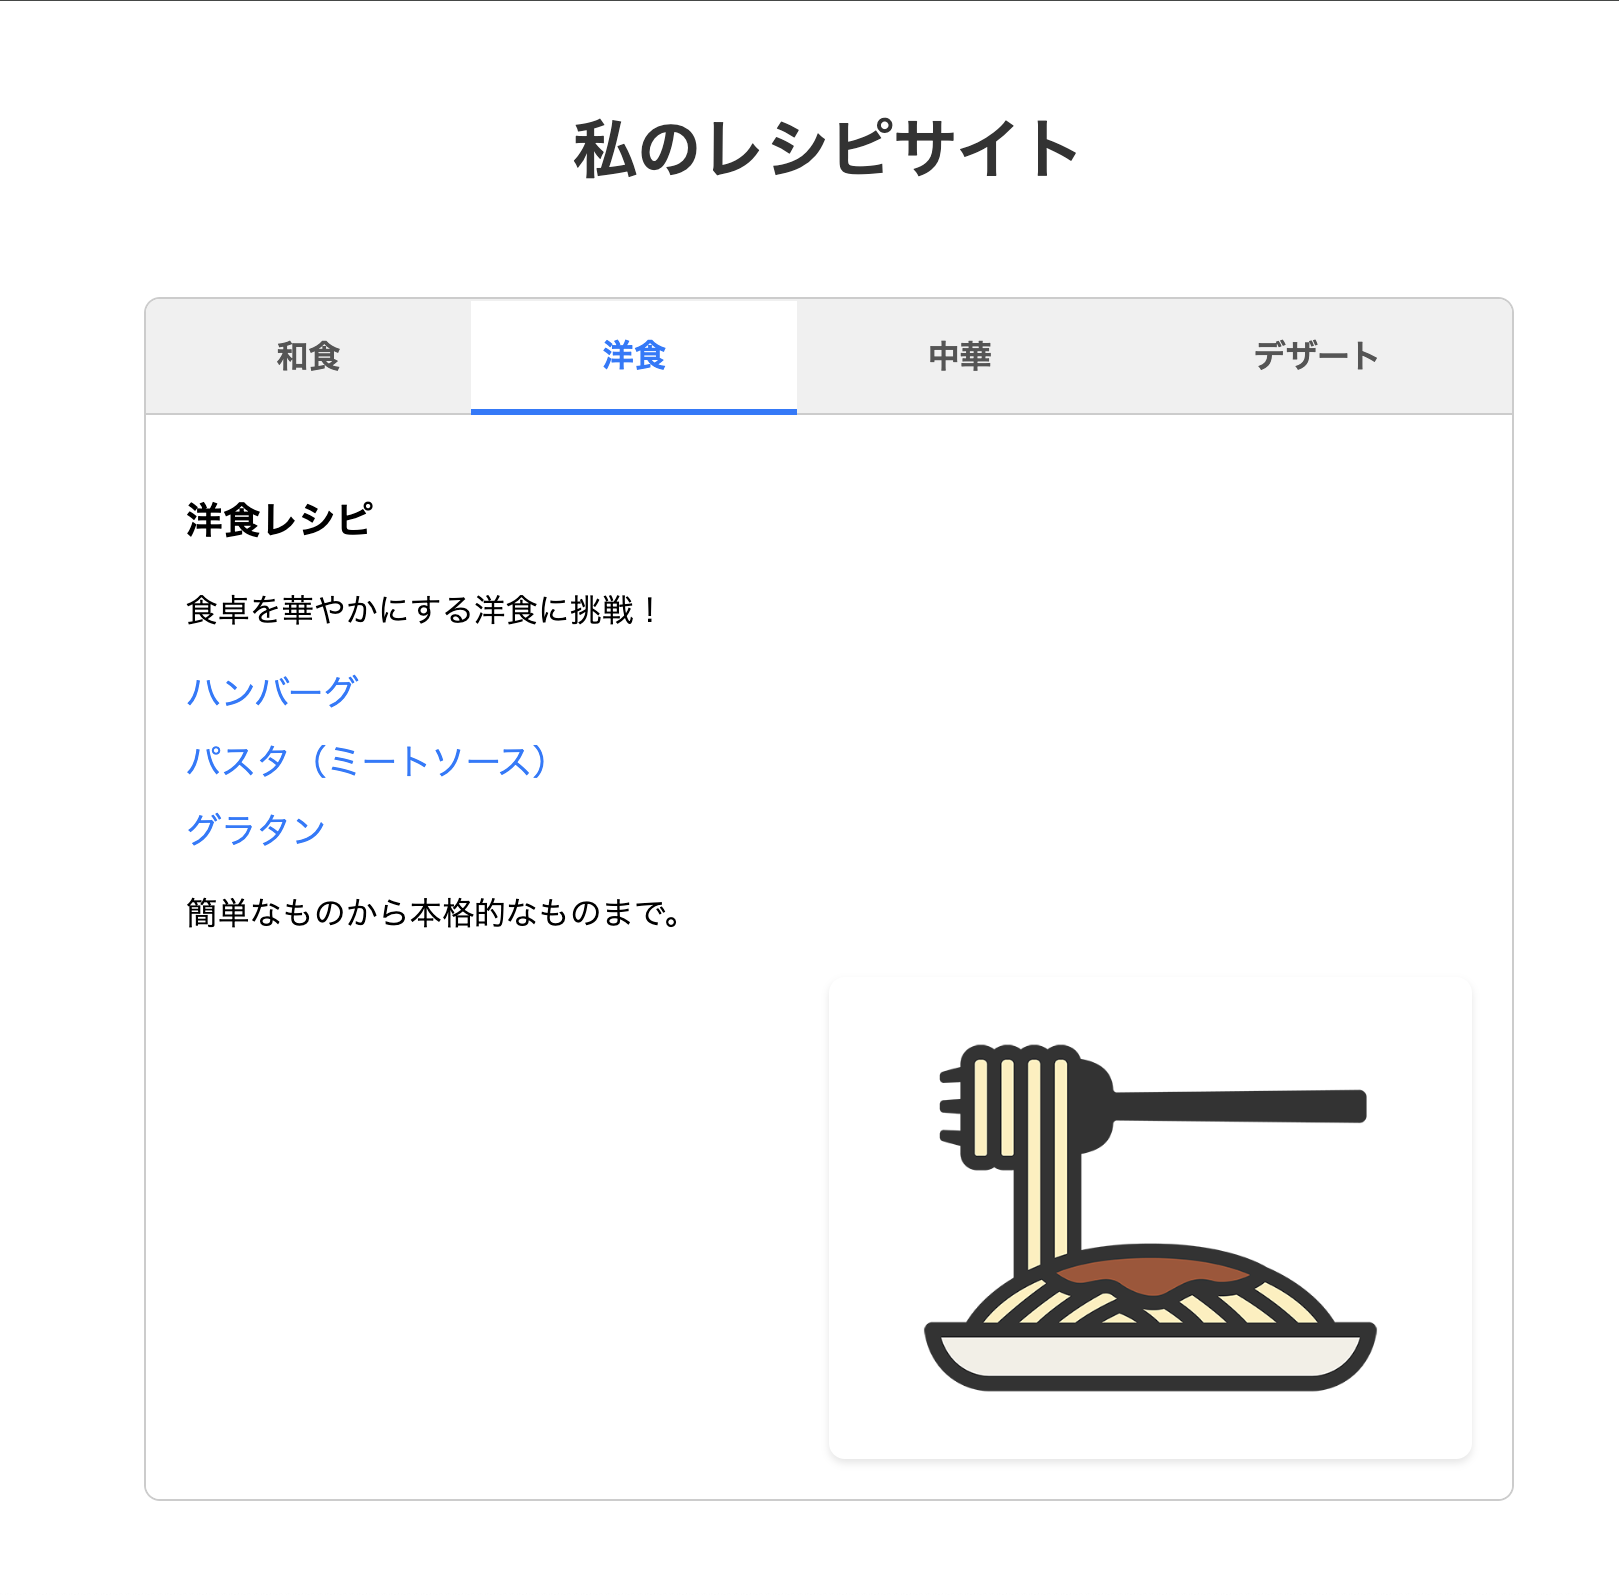 私のレシピサイト
和食 洋食 中華 デザート
洋食レシピ
食卓を華やかにする洋食に挑戦！
ハンバーグ
パスタ（ミートソース）
グラタン
簡単なものから本格的なものまで。